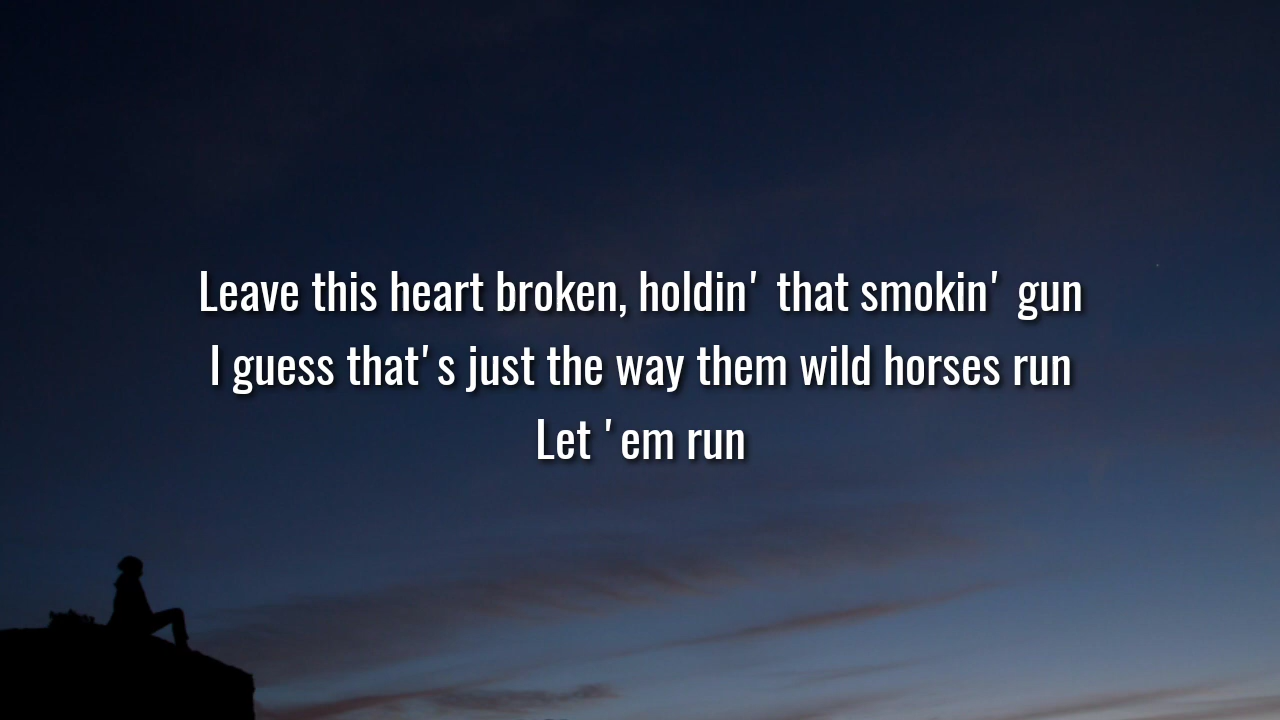 Leave this heart broken, holdin' that smokin' gun
I guess that's just the way them wild horses run
Let 'em run